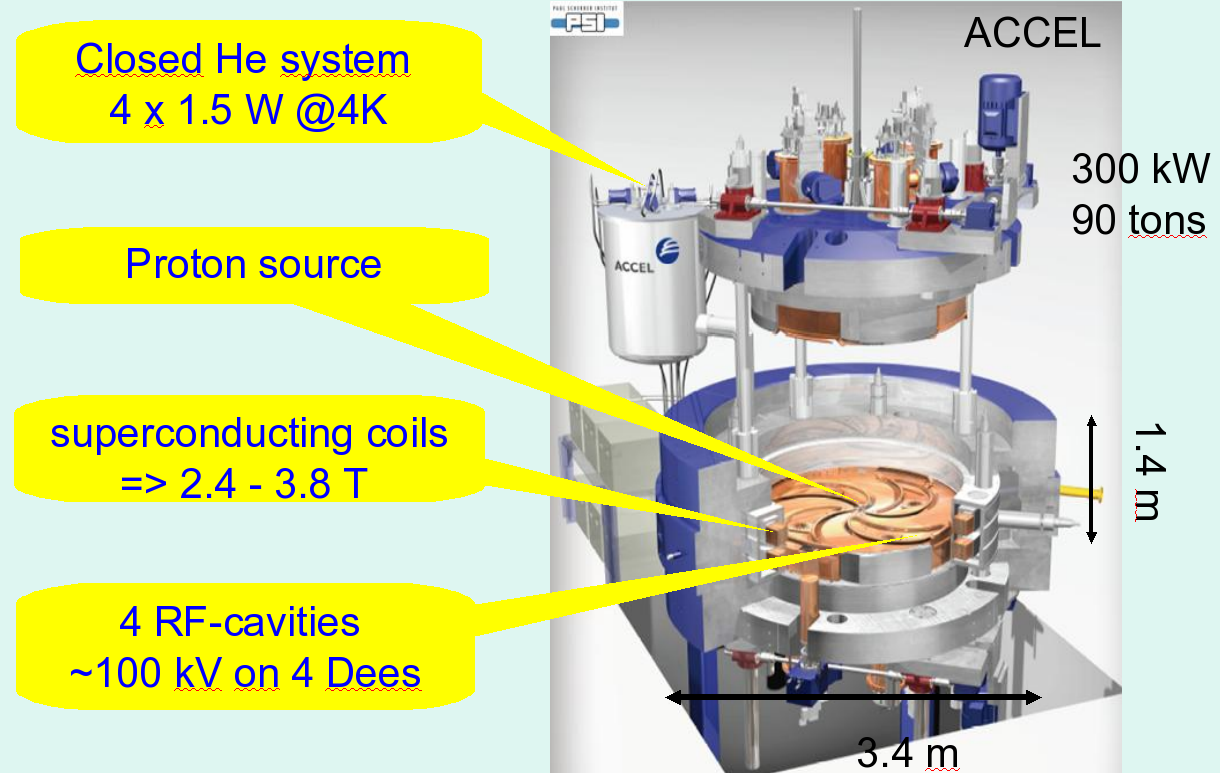 PAUL SCHERRER INSTITUT
PSI
ACCEL
Closed He system
4 x 1.5 W @4K
300 kW
90 tons
Proton source
ACCEL
superconducting coils
=> 2.4 - 3.8 T
1.4 m
4 RF-cavities
~100 kV on 4 Dees
3.4 m